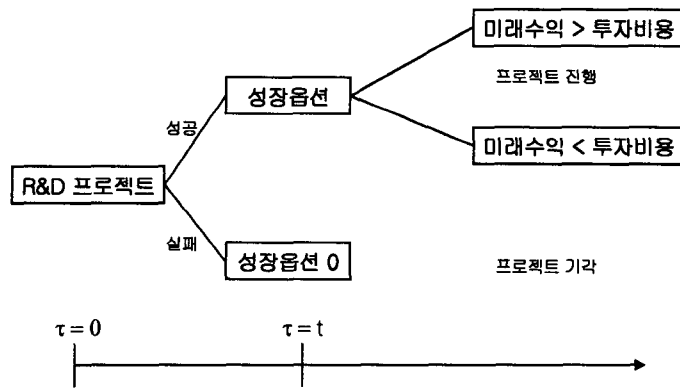 미래수익 > 투자비용
프로젝트 진행
성장옵션
성공
미래수익 < 투자비용
R&D 프로젝트
실패
성장옵션 0
프로젝트 기각
τ = 0
τ = t